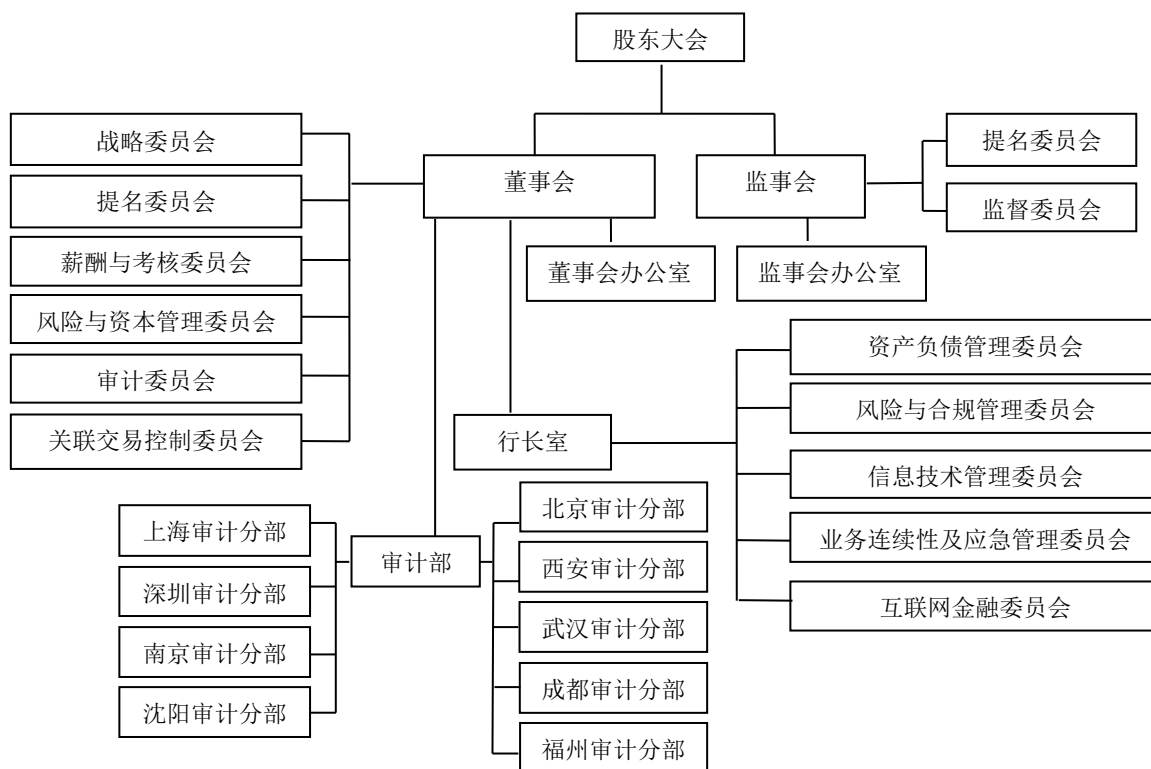 股东大会
战略委员会
提名委员会
薪酬与考核委员会
风险与资本管理委员会
审计委员会
关联交易控制委员会
董事会
监事会
提名委员会
监督委员会
董事会办公室
监事会办公室
行长室
资产负债管理委员会
风险与合规管理委员会
信息技术管理委员会
业务连续性及应急管理委员会
互联网金融委员会
上海审计分部
深圳审计分部
南京审计分部
沈阳审计分部
审计部
北京审计分部
西安审计分部
武汉审计分部
成都审计分部
福州审计分部